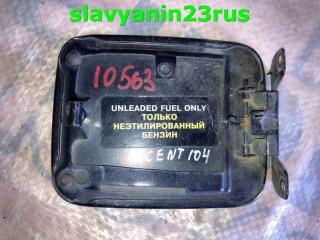 slavyanin23rus
10563
UNLEADED FUEL ONLY
ТОЛЬКО
НЕЭТИЛИРОВАННЫЙ
БЕНЗИН
CENT 104